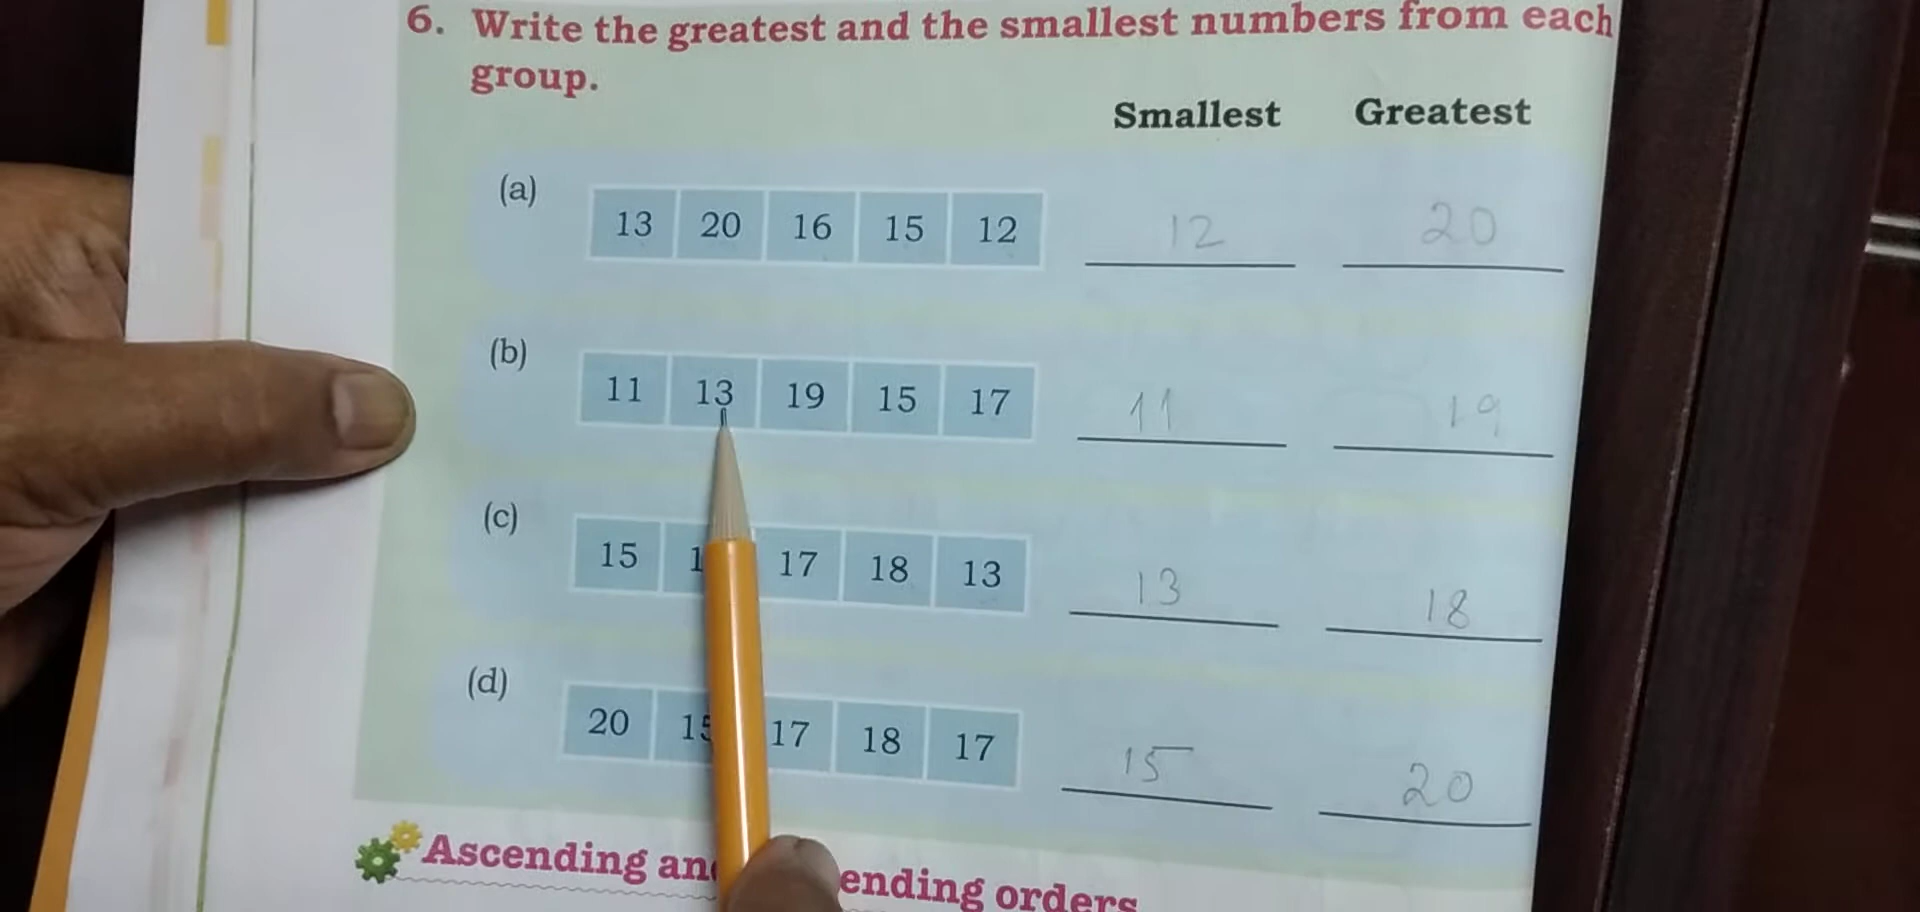 6. Write the greatest and the smallest numbers from each
group.
Smallest Greatest
(a) 13 20 16 15 12 12 20
(b) 11 13 19 15 17 11 19
(c) 15 17 18 13 13 18
(d) 20 15 17 18 17 15 20
Ascending orders